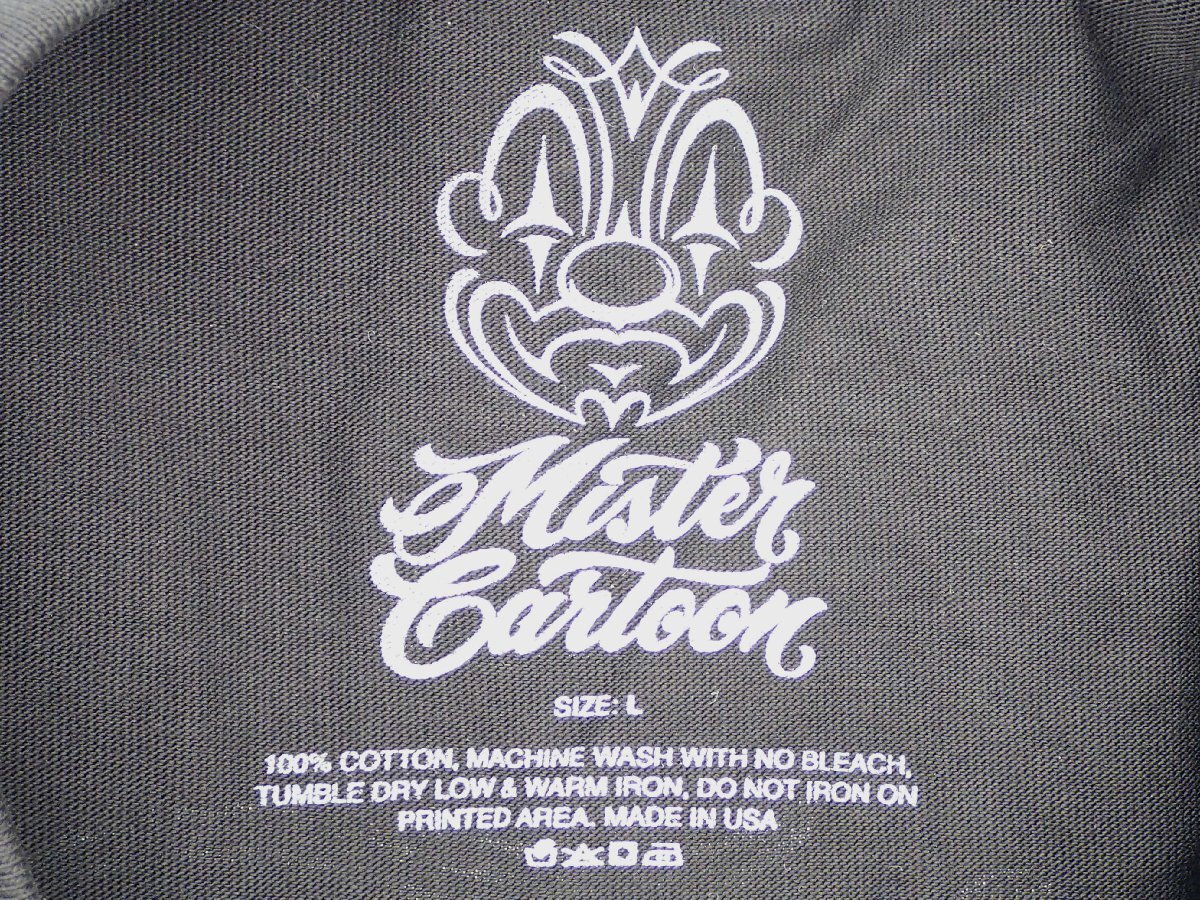 Mister
Cartoon
SIZE: L
100% COTTON, MACHINE WASH WITH NO BLEACH,
TUMBLE DRY LOW & WARM IRON, DO NOT IRON ON
PRINTED AREA. MADE IN USA